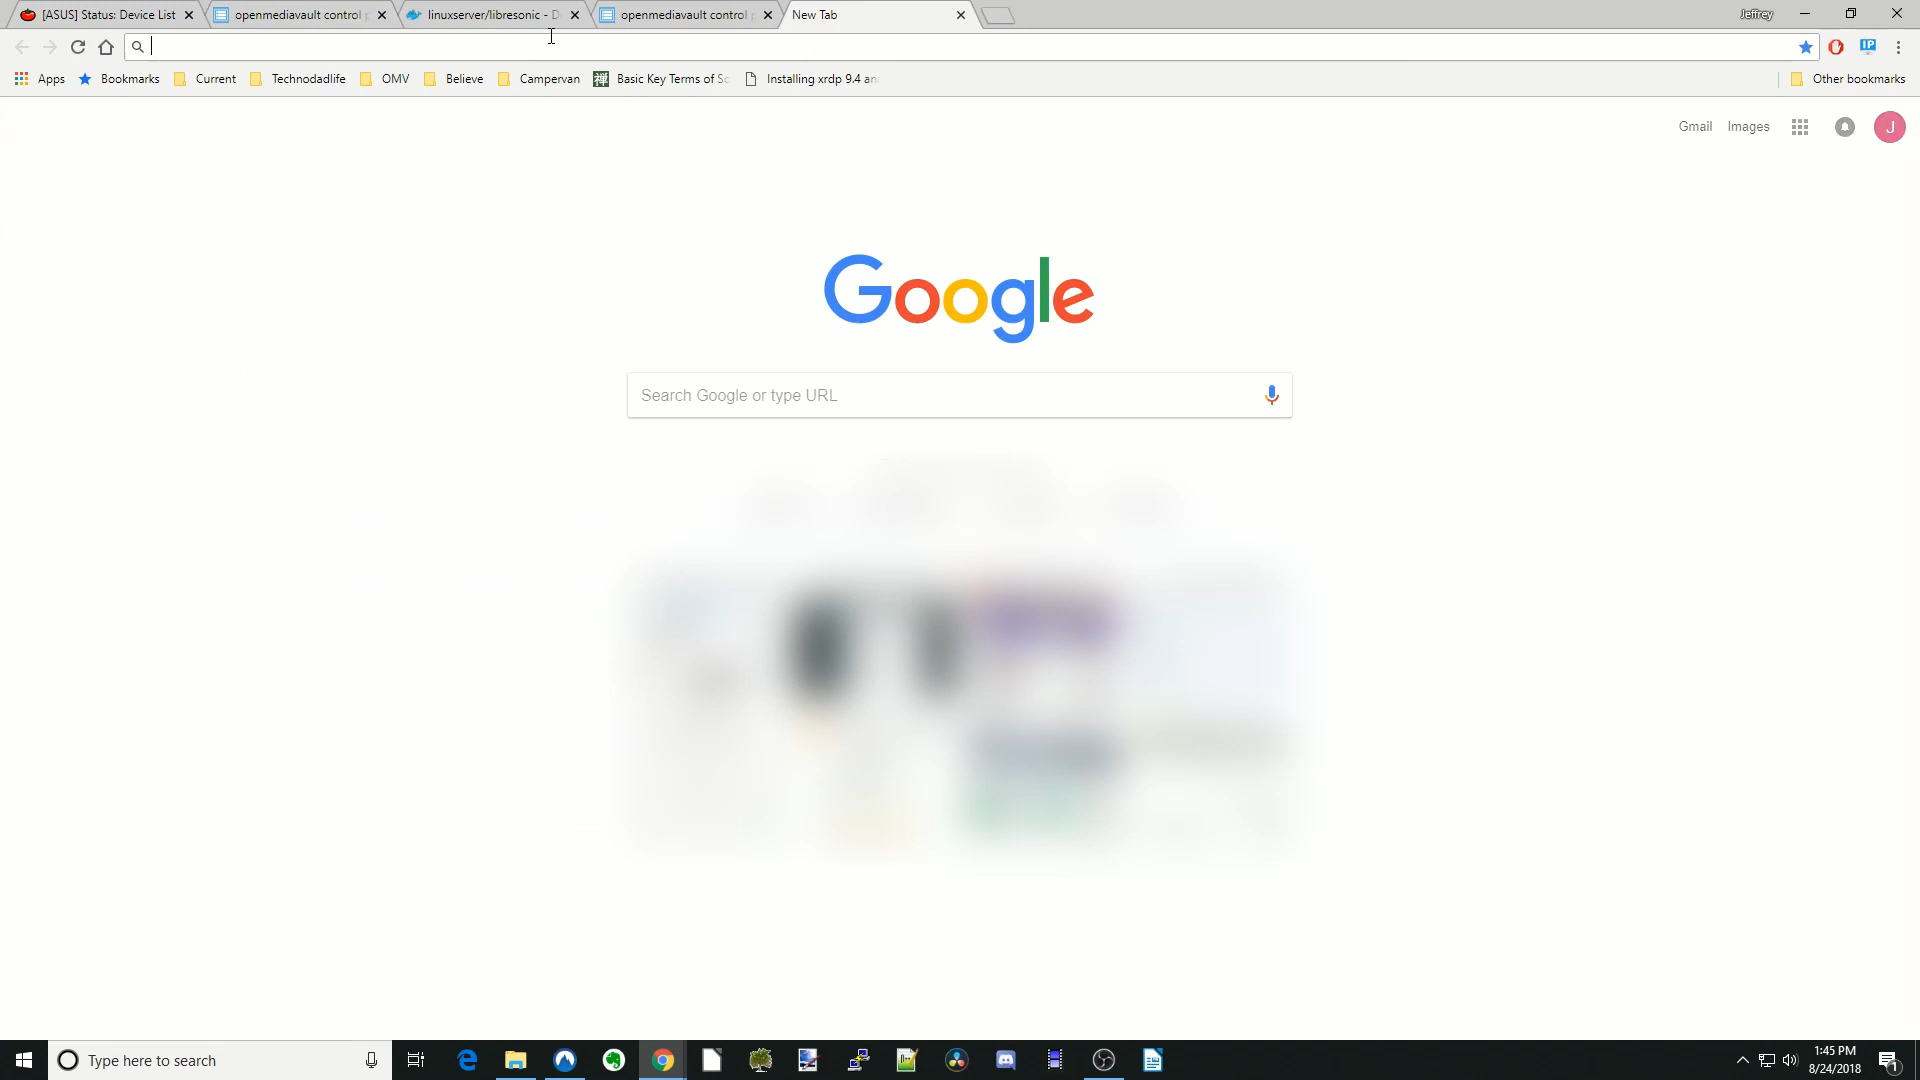 [ASUS] Status: Device List
openmediavault control p
linuxserver/libresonic - D
openmediavault control p
New Tab
Jeffrey
Apps
Bookmarks
Current
Technodadlife
OMV
Believe
Campervan
Basic Key Terms of Sc
Installing xrdp 9.4 an
Other bookmarks
Gmail
Images
J
Google
Search Google or type URL
Type here to search
1:45 PM
8/24/2018
1